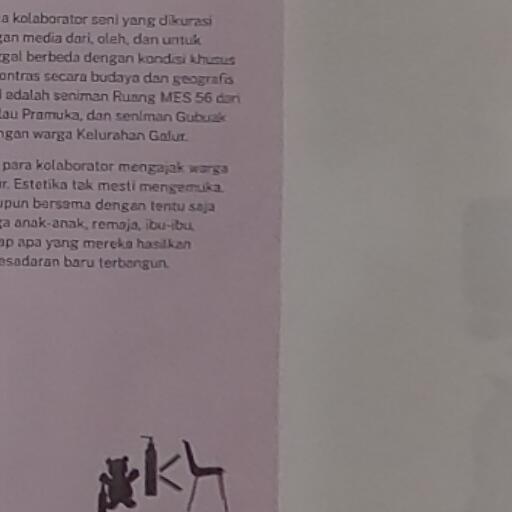 a kolaborator seni yang dikurasi
gan media dari, oleh, dan untuk
ggal berbeda dengan kondisi khusus
ontras secara budaya dan geografis
adalah seniman Ruang MES 56 dari
lau Pramuka, dan seniman Gubuak
ngan warga Kelurahan Galur.
para kolaborator mengajak warga
ur. Estetika tak mesti mengemuka.
upun bersama dengan tentu saja
ga anak-anak, remaja, ibu-ibu,
ap apa yang mereka hasilkan
esadaran baru terbangun.